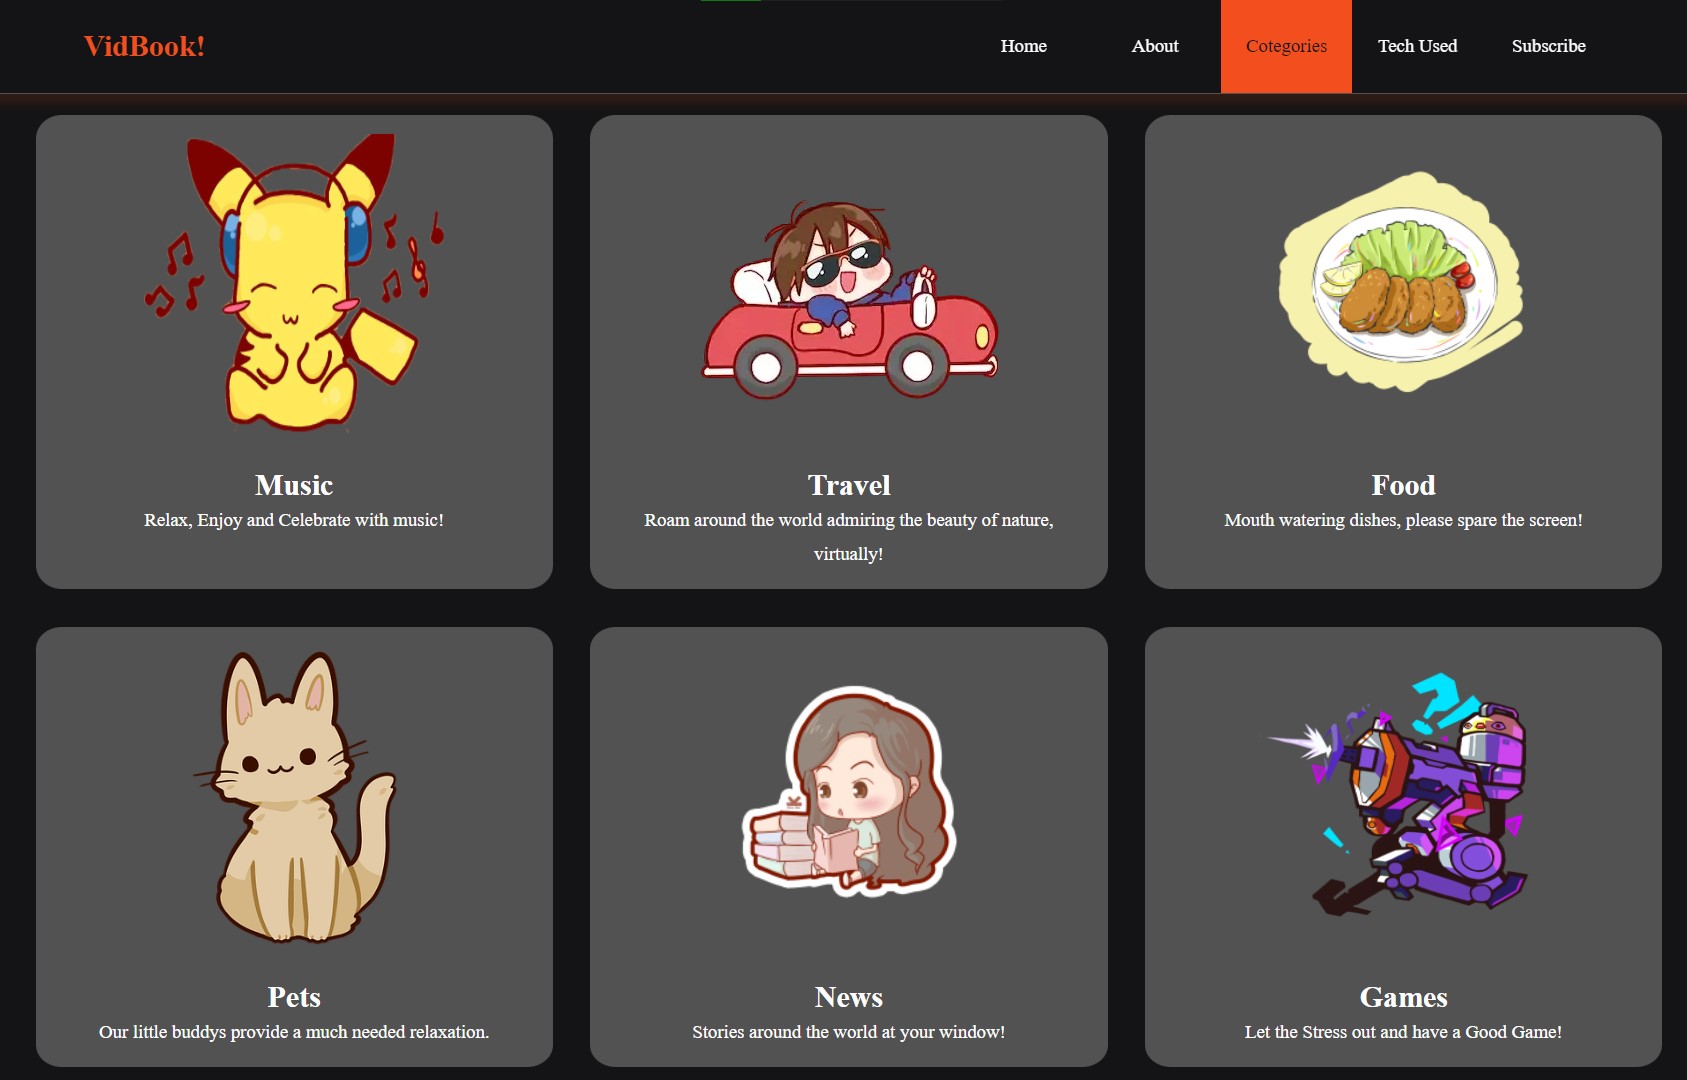 VidBook!
Home
About
Cotegories
Tech Used
Subscribe
Music
Relax, Enjoy and Celebrate with music!
Travel
Roam around the world admiring the beauty of nature,
virtually!
Food
Mouth watering dishes, please spare the screen!
Pets
Our little buddys provide a much needed relaxation.
News
Stories around the world at your window!
Games
Let the Stress out and have a Good Game!